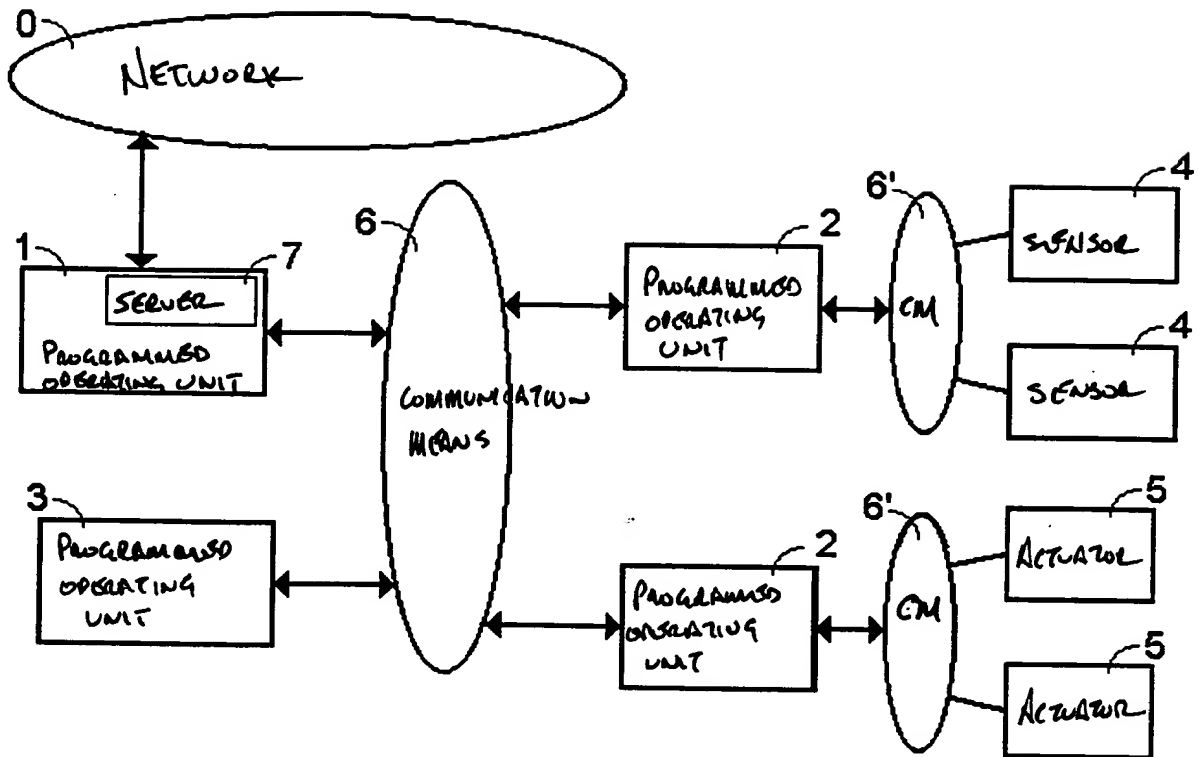 0
NETWORK
1
7
SERVER
PROGRAMMED
OPERATING UNIT
6
COMMUNICATION
MEANS
2
PROGRAMMED
OPERATING
UNIT
6'
CM
4
SENSOR
4
SENSOR
3
PROGRAMMED
OPERATING
UNIT
2
PROGRAMMED
OPERATING
UNIT
6'
CM
5
ACTUATOR
5
ACTUATOR